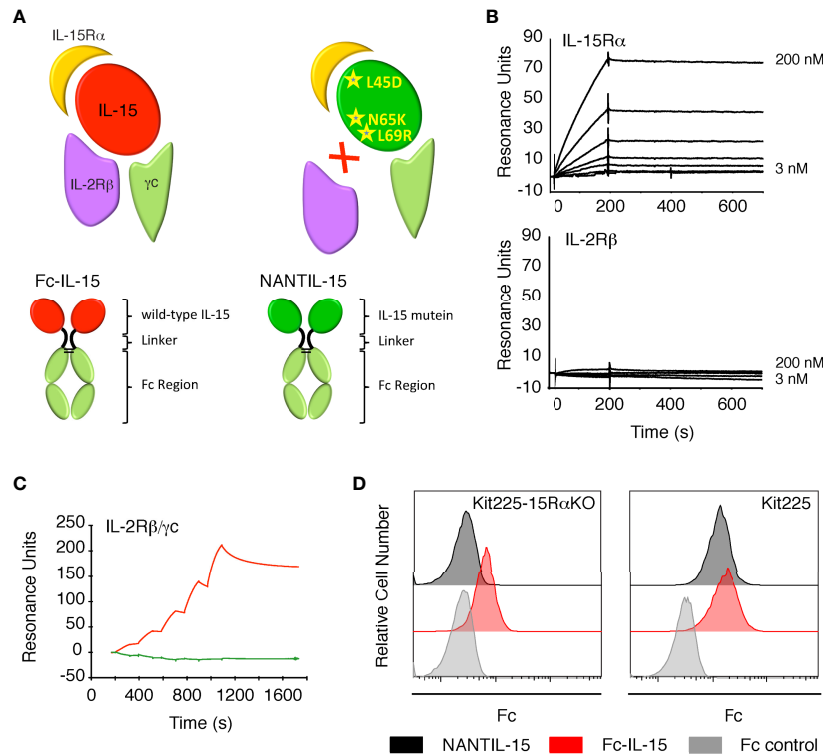 A
IL-15Rα
IL-15
IL-2Rβ
γc
L45D
N65K
L69R
Fc-IL-15
wild-type IL-15
Linker
Fc Region
NANTIL-15
IL-15 mutein
Linker
Fc Region
B
IL-15Rα
Resonance Units
90
70
50
30
10
-10
200 nM
3 nM
0 200 400 600
IL-2Rβ
Resonance Units
90
70
50
30
10
-10
200 nM
3 nM
0 200 400 600
Time (s)
C
IL-2Rβ/γc
Resonance Units
250
200
150
100
50
0
-50
0 400 800 1200 1600
Time (s)
D
Relative Cell Number
Kit225-15RαKO
Kit225
Fc
Fc
NANTIL-15 Fc-IL-15 Fc control